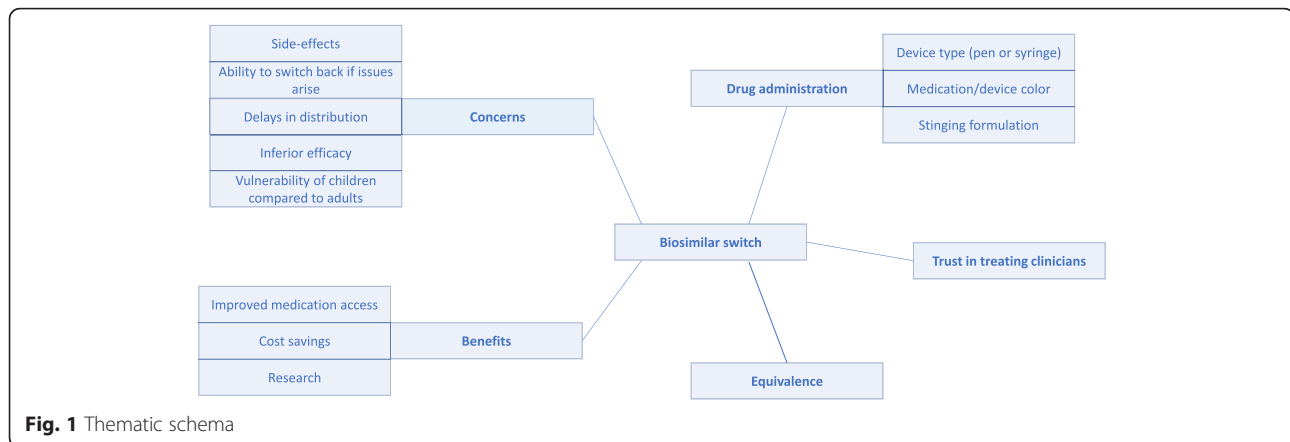 Side-effects
Ability to switch back if issues
arise
Delays in distribution
Inferior efficacy
Vulnerability of children
compared to adults
Concerns
Drug administration
Device type (pen or syringe)
Medication/device color
Stinging formulation
Biosimilar switch
Trust in treating clinicians
Improved medication access
Cost savings
Research
Benefits
Equivalence
Fig. 1 Thematic schema